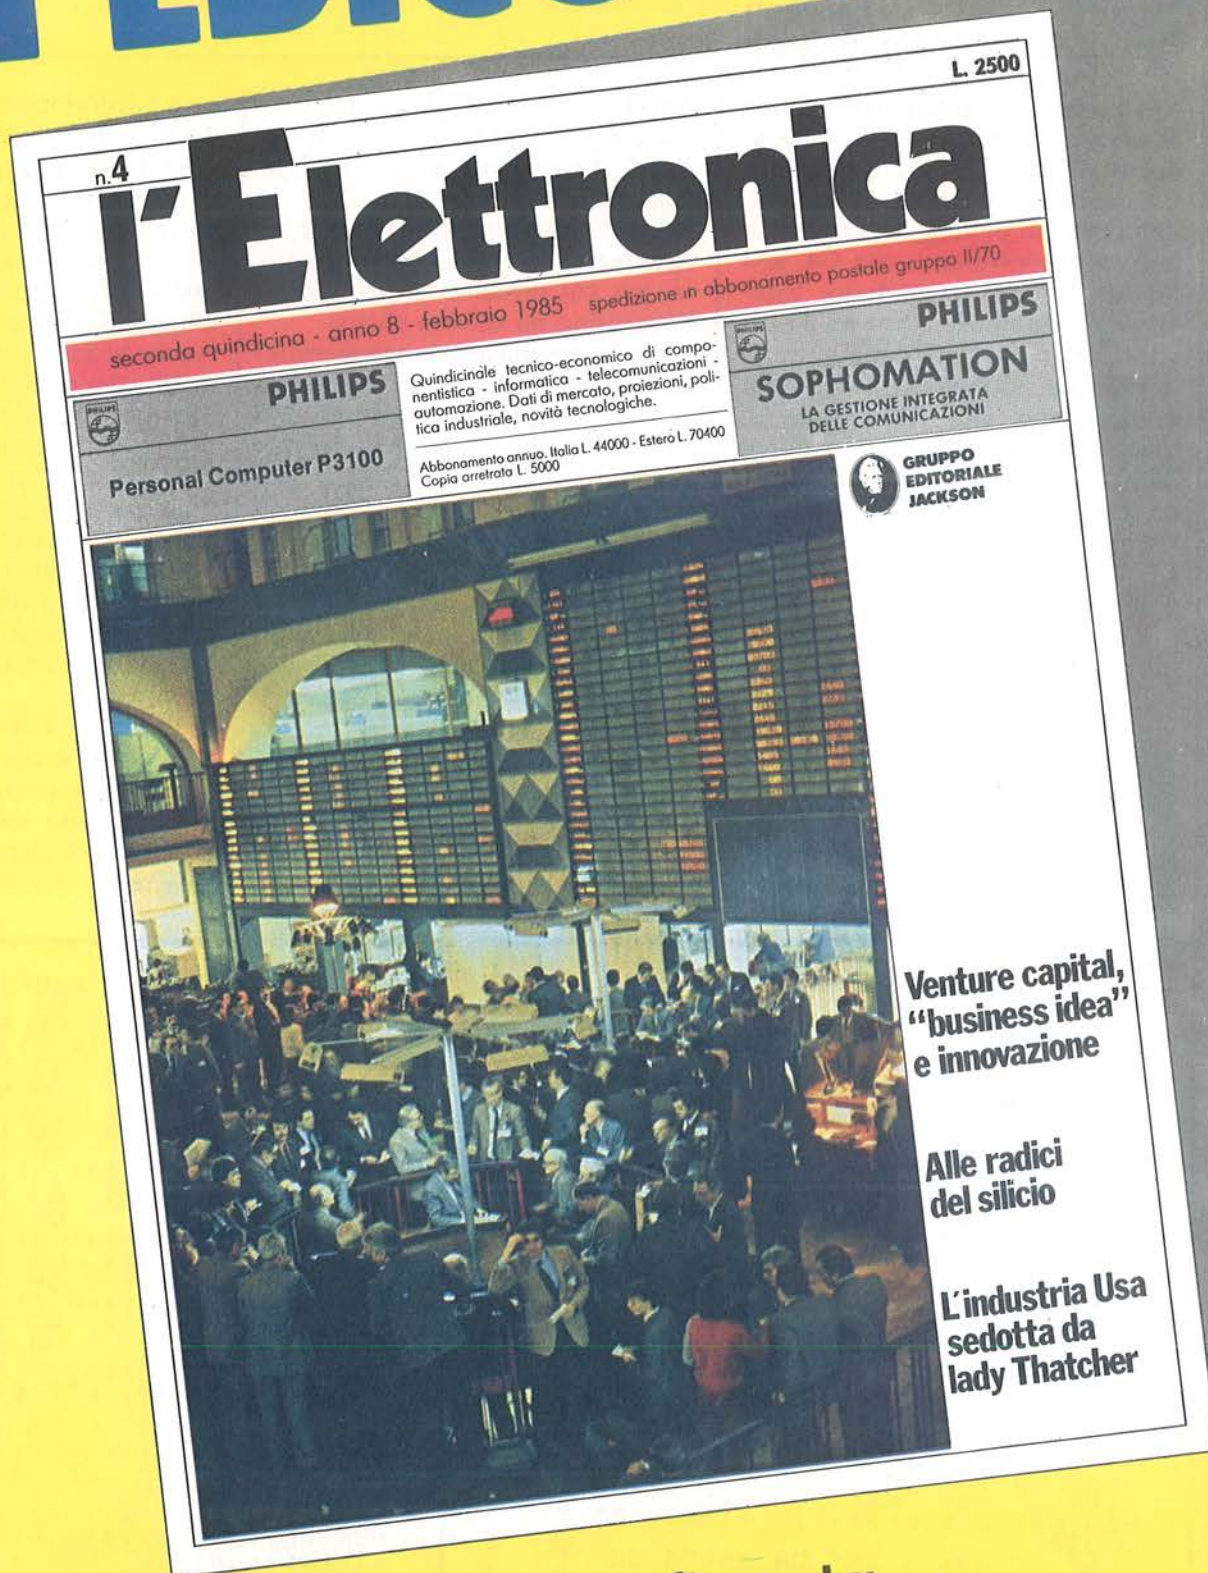 L. 2500
n.4
l'Elettronica
seconda quindicina - anno 8 - febbraio 1985 spedizione in abbonamento postale gruppo II/70
PHILIPS
PHILIPS
Personal Computer P3100
Quindicinale tecnico-economico di compo-
nentistica - informatica - telecomunicazioni -
automazione. Dati di mercato, proiezioni, poli-
tica industriale, novità tecnologiche.
Abbonamento annuo. Italia L. 44000 - Estero L. 70400
Copia arretrata L. 5000
PHILIPS
PHILIPS
SOPHOMATION
LA GESTIONE INTEGRATA
DELLE COMUNICAZIONI
GRUPPO
EDITORIALE
JACKSON
Venture capital,
“business idea”
e innovazione
Alle radici
del silicio
L'industria Usa
sedotta da
lady Thatcher